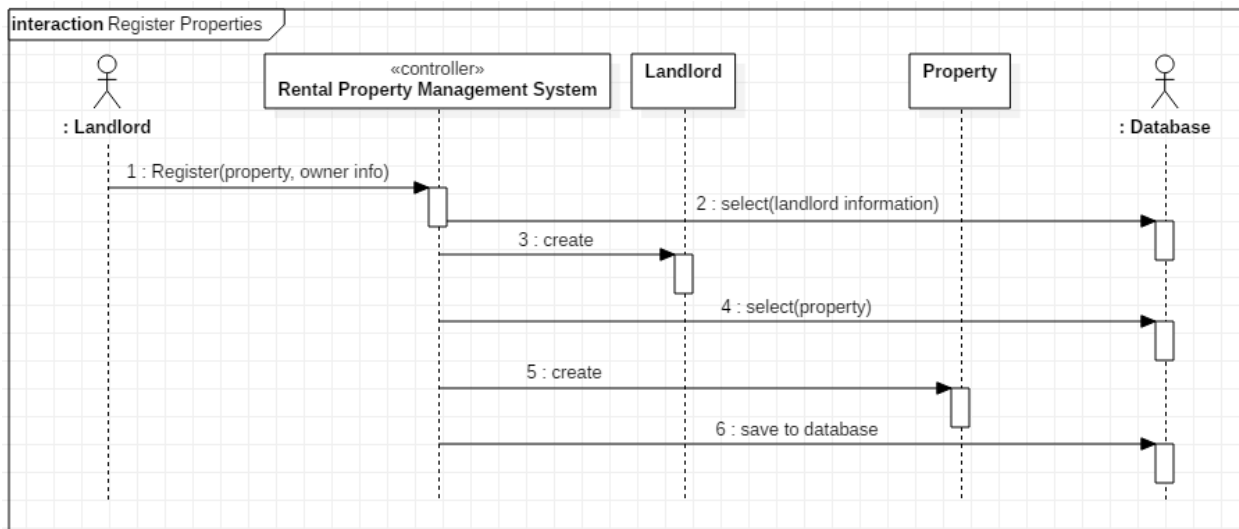 interaction Register Properties
«controller»
Rental Property Management System
Landlord
Property
: Landlord
: Database
1 : Register(property, owner info)
2 : select(landlord information)
3 : create
4 : select(property)
5 : create
6 : save to database